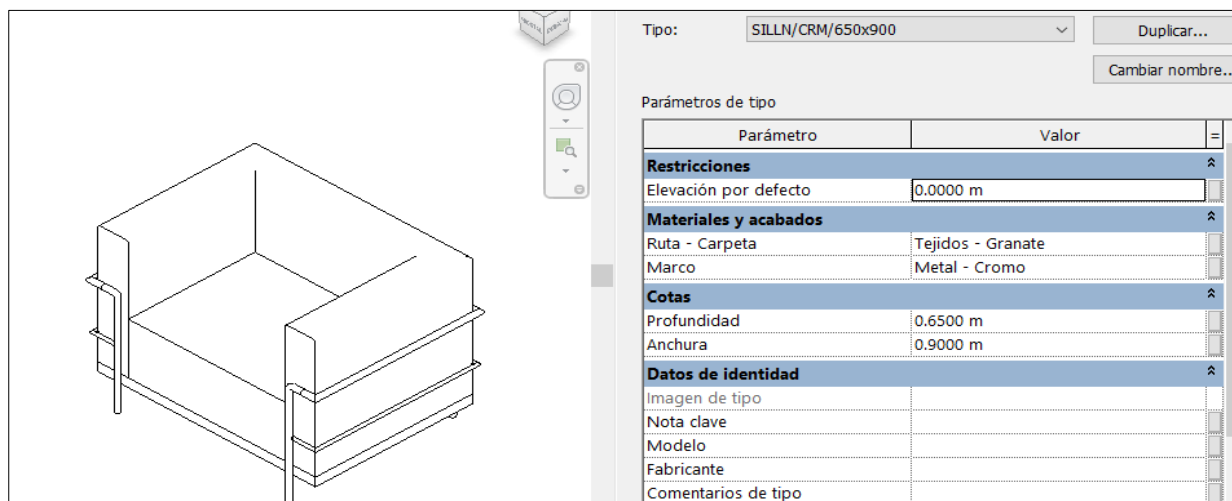 Tipo: SILLN/CRM/650x900 Duplicar...
Cambiar nombre..
Parámetros de tipo
Parámetro Valor =
Restricciones
Elevación por defecto 0.0000 m
Materiales y acabados
Ruta - Carpeta Tejidos - Granate
Marco Metal - Cromo
Cotas
Profundidad 0.6500 m
Anchura 0.9000 m
Datos de identidad
Imagen de tipo
Nota clave
Modelo
Fabricante
Comentarios de tipo